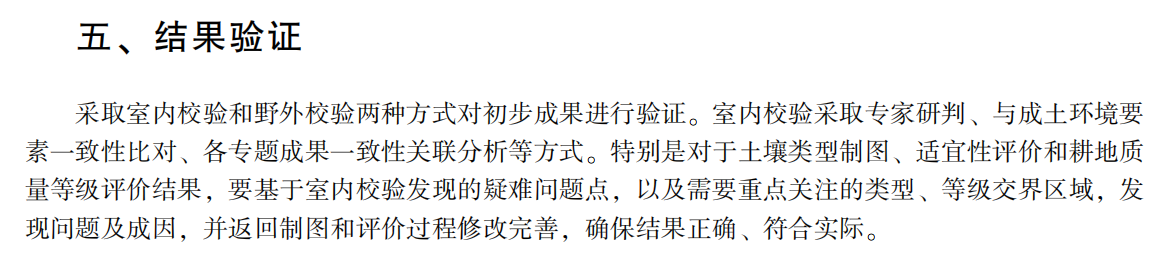 五、结果验证
采取室内校验和野外校验两种方式对初步成果进行验证。室内校验采取专家研判、与成土环境要
素一致性比对、各专题成果一致性关联分析等方式。特别是对于土壤类型制图、适宜性评价和耕地质
量等级评价结果，要基于室内校验发现的疑难问题点，以及需要重点关注的类型、等级交界区域，发
现问题及成因，并返回制图和评价过程修改完善，确保结果正确、符合实际。